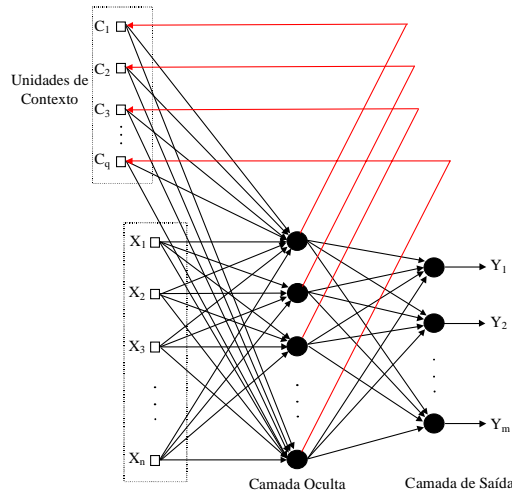 C1
C2
Unidades de
Contexto
C3
Cq
X1
X2
X3
Xn
Y1
Y2
Ym
Camada Oculta
Camada de Saída